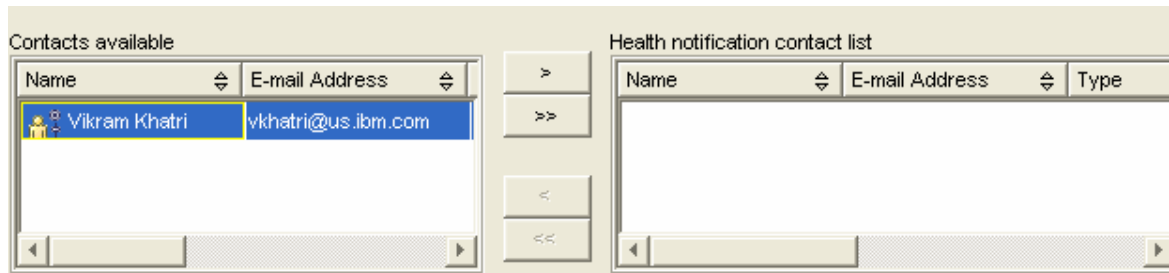 Contacts available
Health notification contact list
Name E-mail Address
>
Name E-mail Address Type
Vikram Khatri vkhatri@us.ibm.com
>>
<
<<